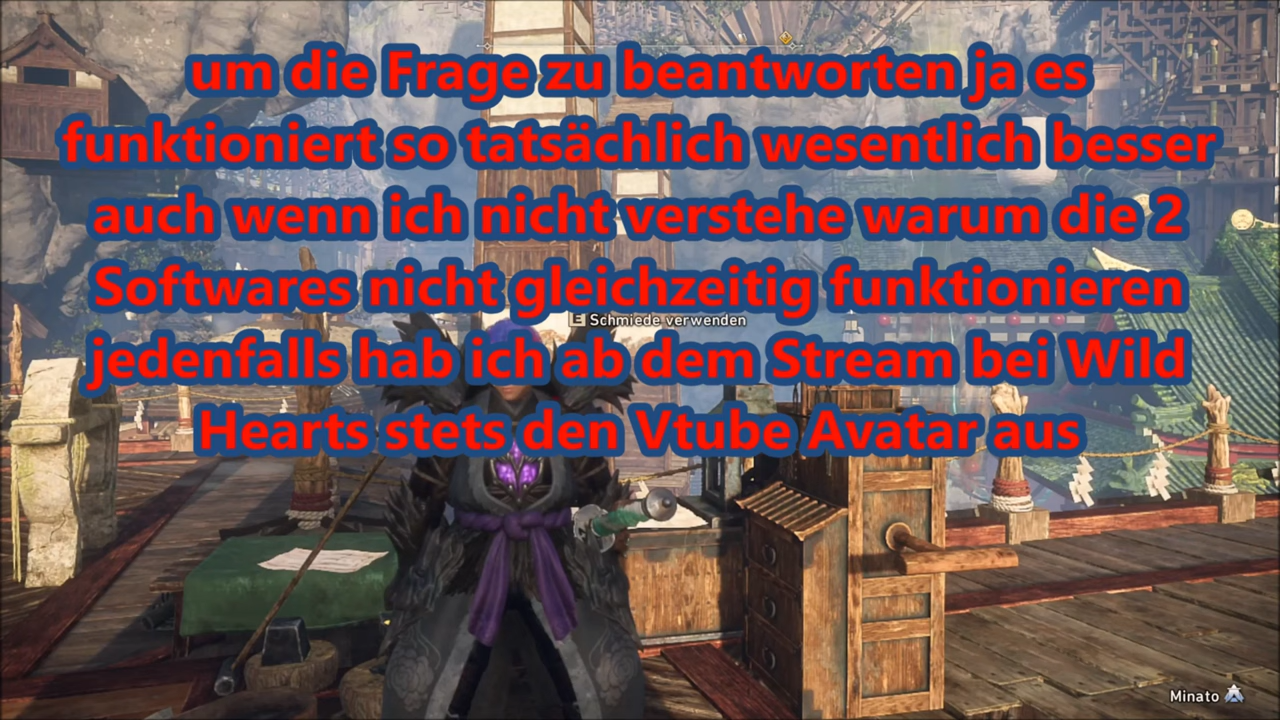 um die Frage zu beantworten ja es
funktioniert so tatsächlich wesentlich besser
auch wenn ich nicht verstehe warum die 2
Softwares nicht gleichzeitig funktionieren
E Schmiede verwenden
jedenfalls hab ich ab dem Stream bei Wild
Hearts stets den Vtube Avatar aus
Minato